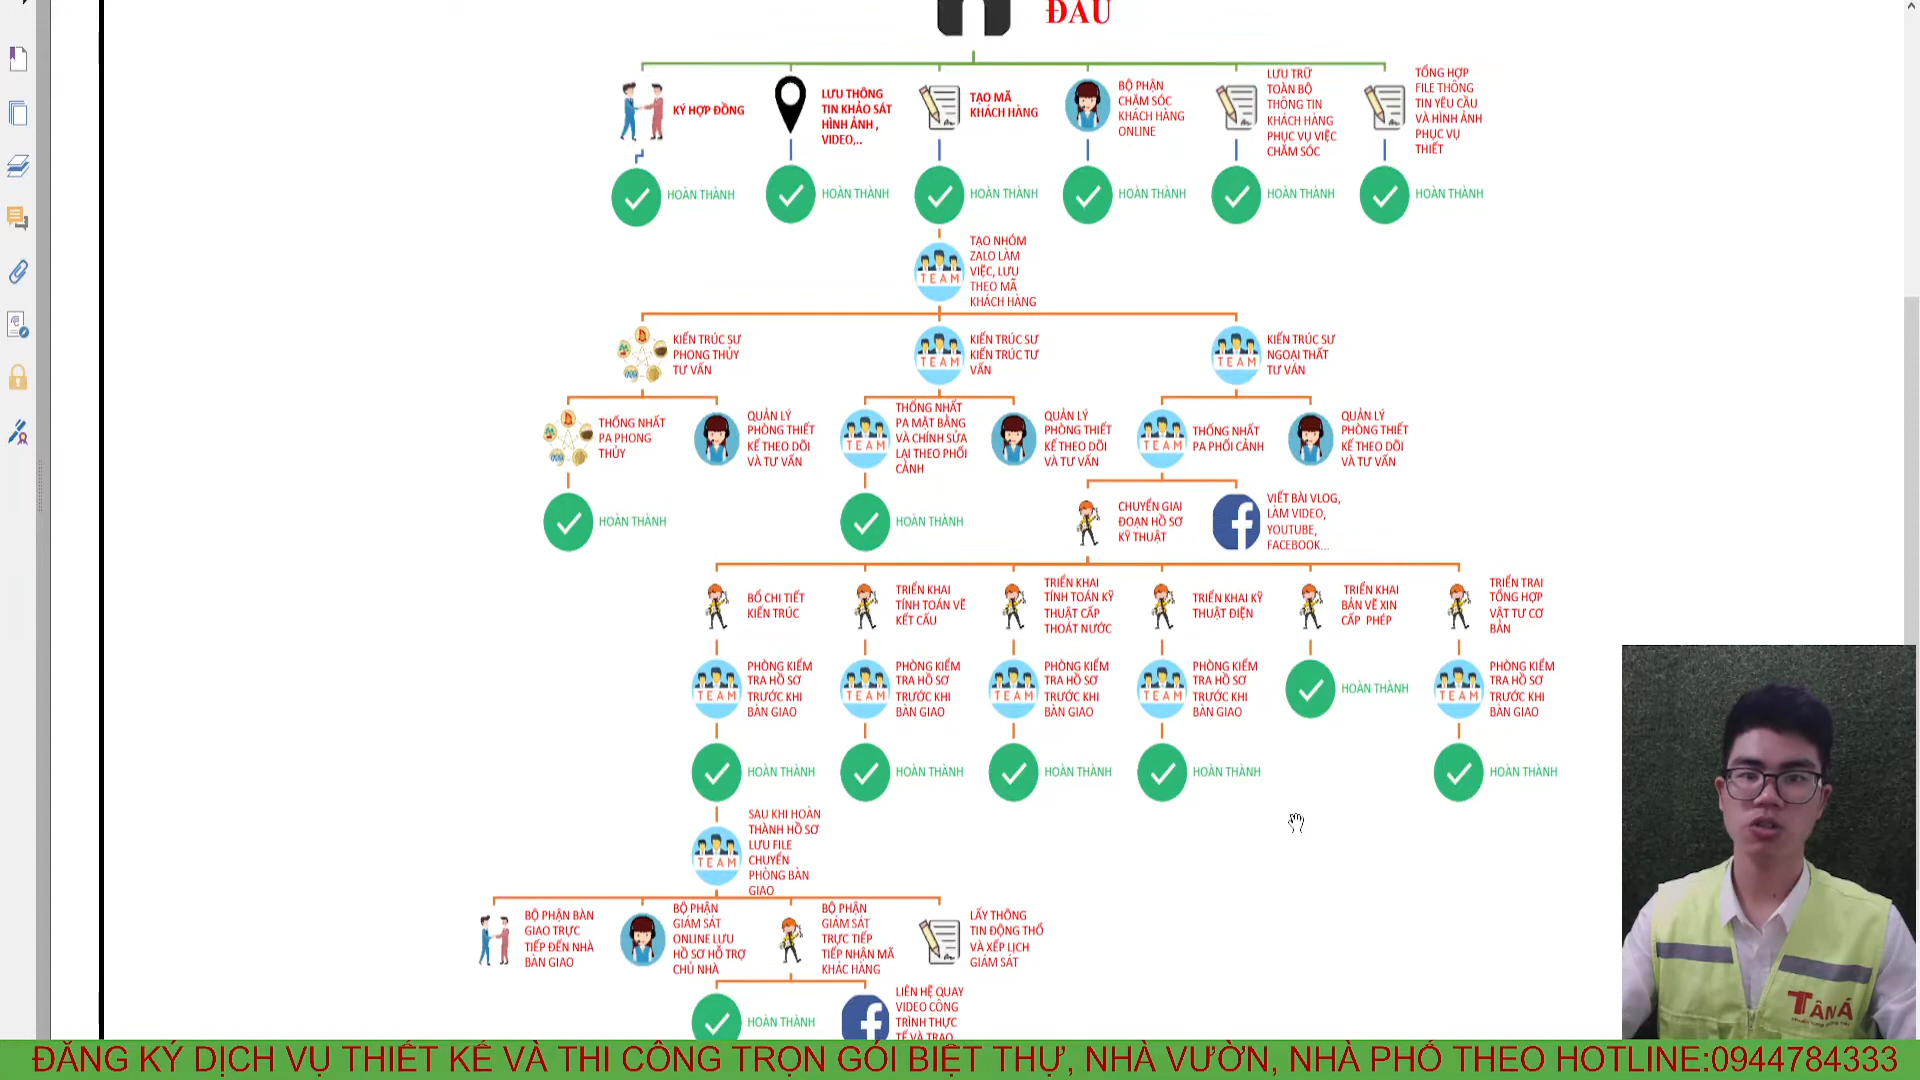 ĐẦU
KÝ HỢP ĐỒNG
LƯU THÔNG
TIN KHẢO SÁT
HÌNH ẢNH ,
VIDEO,..
TẠO MÃ
KHÁCH HÀNG
BỘ PHẬN
CHĂM SÓC
KHÁCH HÀNG
ONLINE
LƯU TRỮ
TOÀN BỘ
THÔNG TIN
KHÁCH HÀNG
PHỤC VỤ VIỆC
CHĂM SÓC
TỔNG HỢP
FILE THÔNG
TIN YÊU CẦU
VÀ HÌNH ẢNH
PHỤC VỤ
THIẾT
HOÀN THÀNH
HOÀN THÀNH
HOÀN THÀNH
HOÀN THÀNH
HOÀN THÀNH
HOÀN THÀNH
TEAM
TẠO NHÓM
ZALO LÀM
VIỆC, LƯU
THEO MÃ
KHÁCH HÀNG
KIẾN TRÚC SƯ
PHONG THỦY
TƯ VẤN
TEAM
KIẾN TRÚC SƯ
KIẾN TRÚC TƯ
VẤN
TEAM
KIẾN TRÚC SƯ
NGOẠI THẤT
TƯ VẤN
THỐNG NHẤT
PA PHONG
THỦY
QUẢN LÝ
PHÒNG THIẾT
KẾ THEO DÕI
VÀ TƯ VẤN
TEAM
THỐNG NHẤT
PA MẶT BẰNG
VÀ CHỈNH SỬA
LẠI THEO PHỐI
CẢNH
QUẢN LÝ
PHÒNG THIẾT
KẾ THEO DÕI
VÀ TƯ VẤN
TEAM
THỐNG NHẤT
PA PHỐI CẢNH
QUẢN LÝ
PHÒNG THIẾT
KẾ THEO DÕI
VÀ TƯ VẤN
HOÀN THÀNH
HOÀN THÀNH
CHUYỂN GIAI
ĐOẠN HỒ SƠ
KỸ THUẬT
VIẾT BÀI VLOG,
LÀM VIDEO,
YOUTUBE,
FACEBOOK...
BỔ CHI TIẾT
KIẾN TRÚC
TRIỂN KHAI
TÍNH TOÁN VẼ
KẾT CẤU
TRIỂN KHAI
TÍNH TOÁN KỸ
THUẬT CẤP
THOÁT NƯỚC
TRIỂN KHAI KỸ
THUẬT ĐIỆN
TRIỂN KHAI
BẢN VẼ XIN
CẤP PHÉP
TRIỂN TRAI
TỔNG HỢP
VẬT TƯ CƠ
BẢN
TEAM
PHÒNG KIỂM
TRA HỒ SƠ
TRƯỚC KHI
BÀN GIAO
TEAM
PHÒNG KIỂM
TRA HỒ SƠ
TRƯỚC KHI
BÀN GIAO
TEAM
PHÒNG KIỂM
TRA HỒ SƠ
TRƯỚC KHI
BÀN GIAO
TEAM
PHÒNG KIỂM
TRA HỒ SƠ
TRƯỚC KHI
BÀN GIAO
HOÀN THÀNH
TEAM
PHÒNG KIỂM
TRA HỒ SƠ
TRƯỚC KHI
BÀN GIAO
HOÀN THÀNH
HOÀN THÀNH
HOÀN THÀNH
HOÀN THÀNH
HOÀN THÀNH
TEAM
SAU KHI HOÀN
THÀNH HỒ SƠ
LƯU FILE
CHUYỂN
PHÒNG BÀN
GIAO
BỘ PHẬN BÀN
GIAO TRỰC
TIẾP ĐẾN NHÀ
BÀN GIAO
BỘ PHẬN
GIÁM SÁT
ONLINE LƯU
HỒ SƠ HỖ TRỢ
CHỦ NHÀ
BỘ PHẬN
GIÁM SÁT
TRỰC TIẾP
TIẾP NHẬN MÃ
KHÁC HÀNG
LẤY THÔNG
TIN ĐỘNG THỔ
VÀ XẾP LỊCH
GIÁM SÁT
HOÀN THÀNH
LIÊN HỆ QUAY
VIDEO CÔNG
TRÌNH THỰC
TẾ VÀ TRAO
TÂM Á
ĐĂNG KÝ DỊCH VỤ THIẾT KẾ VÀ THI CÔNG TRỌN GÓI BIỆT THỰ, NHÀ VƯỜN, NHÀ PHỐ THEO HOTLINE:0944784333